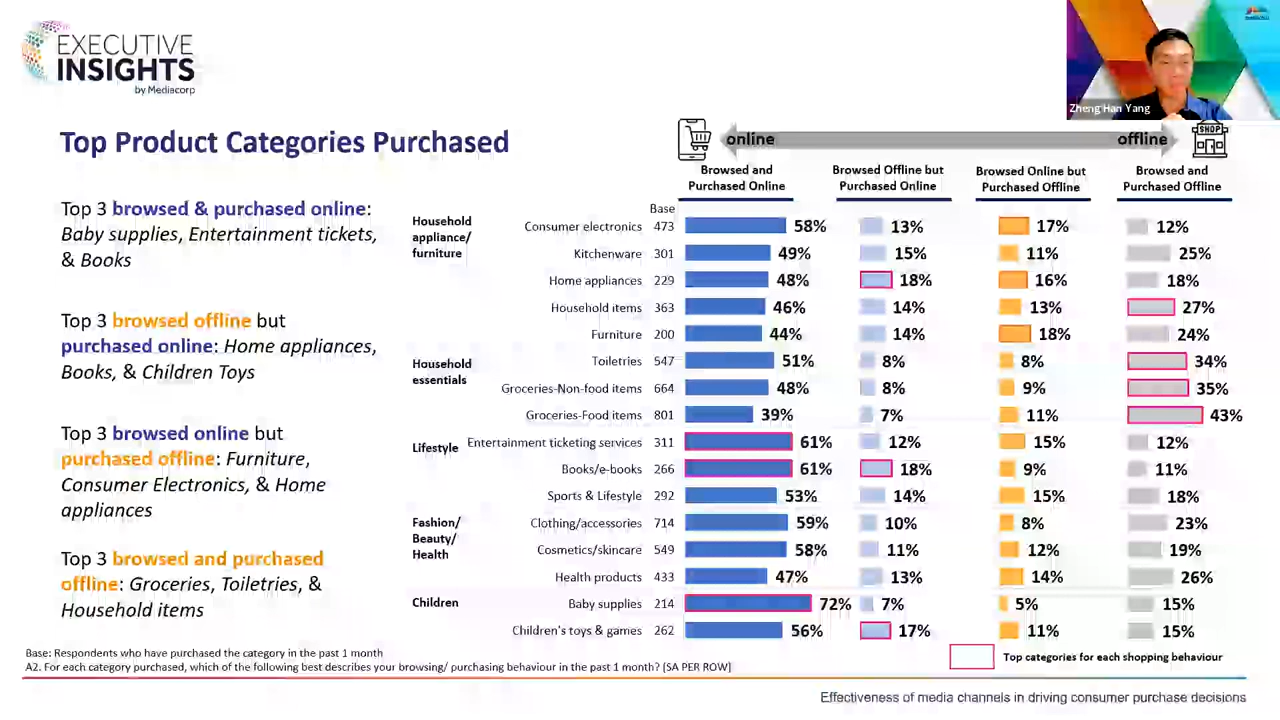 EXECUTIVE
INSIGHTS
by Mediacorp
Zheng Han Yang
Top Product Categories Purchased
Top 3 browsed & purchased online:
Baby supplies, Entertainment tickets,
& Books
Top 3 browsed offline but
purchased online: Home appliances,
Books, & Children Toys
Top 3 browsed online but
purchased offline: Furniture,
Consumer Electronics, & Home
appliances
Top 3 browsed and purchased
offline: Groceries, Toiletries, &
Household items
online offline
SHOP
Browsed and Purchased Online
Browsed Offline but Purchased Online
Browsed Online but Purchased Offline
Browsed and Purchased Offline
Base
Household appliance/ furniture
Consumer electronics 473 58% 13% 17% 12%
Kitchenware 301 49% 15% 11% 25%
Home appliances 229 48% 18% 16% 18%
Household items 363 46% 14% 13% 27%
Furniture 200 44% 14% 18% 24%
Household essentials
Toiletries 547 51% 8% 8% 34%
Groceries-Non-food items 664 48% 8% 9% 35%
Groceries-Food items 801 39% 7% 11% 43%
Lifestyle
Entertainment ticketing services 311 61% 12% 15% 12%
Books/e-books 266 61% 18% 9% 11%
Sports & Lifestyle 292 53% 14% 15% 18%
Fashion/ Beauty/ Health
Clothing/accessories 714 59% 10% 8% 23%
Cosmetics/skincare 549 58% 11% 12% 19%
Health products 433 47% 13% 14% 26%
Children
Baby supplies 214 72% 7% 5% 15%
Children's toys & games 262 56% 17% 11% 15%
Base: Respondents who have purchased the category in the past 1 month
A2. For each category purchased, which of the following best describes your browsing/ purchasing behaviour in the past 1 month? [SA PER ROW]
Top categories for each shopping behaviour
Effectiveness of media channels in driving consumer purchase decisions